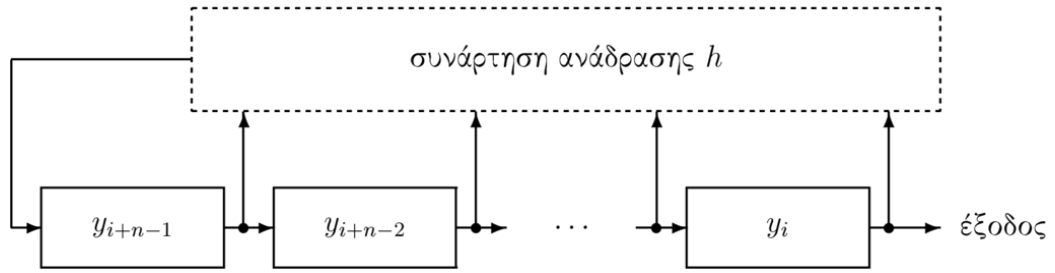 συνάρτηση ανάδρασης h
y_{i+n−1} y_{i+n−2} ··· y_i έξοδος